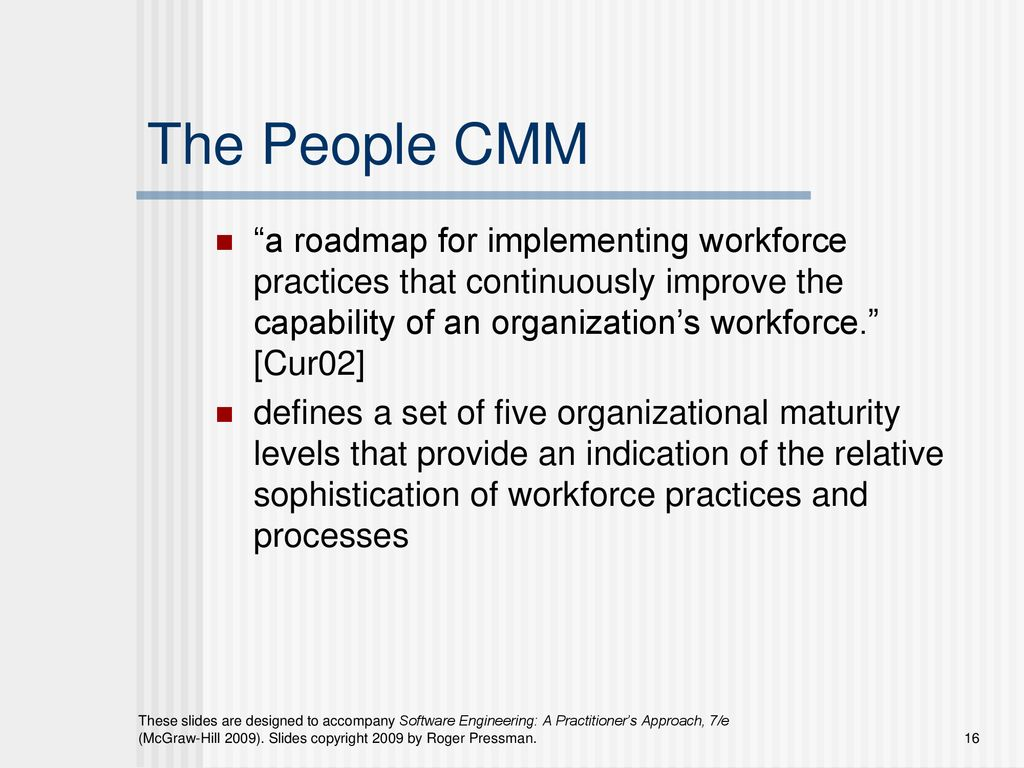 The People CMM
“a roadmap for implementing workforce
practices that continuously improve the
capability of an organization’s workforce.”
[Cur02]
defines a set of five organizational maturity
levels that provide an indication of the relative
sophistication of workforce practices and
processes
These slides are designed to accompany Software Engineering: A Practitioner’s Approach, 7/e
(McGraw-Hill 2009). Slides copyright 2009 by Roger Pressman.
16